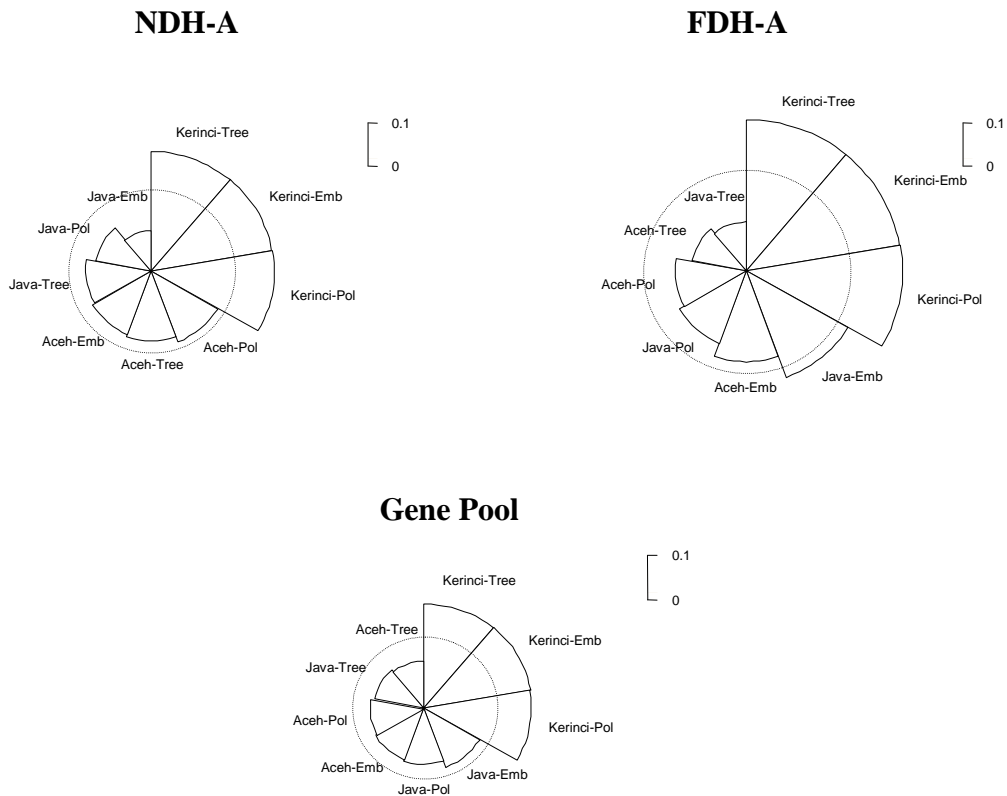 NDH-A
Kerinci-Tree
0.1
0
Java-Emb
Kerinci-Emb
Java-Pol
Java-Tree
Kerinci-Pol
Aceh-Emb
Aceh-Pol
Aceh-Tree
FDH-A
Kerinci-Tree
0.1
0
Kerinci-Emb
Java-Tree
Aceh-Tree
Aceh-Pol
Kerinci-Pol
Java-Pol
Java-Emb
Aceh-Emb
Gene Pool
0.1
Kerinci-Tree
0
Aceh-Tree
Kerinci-Emb
Java-Tree
Aceh-Pol
Kerinci-Pol
Aceh-Emb
Java-Emb
Java-Pol